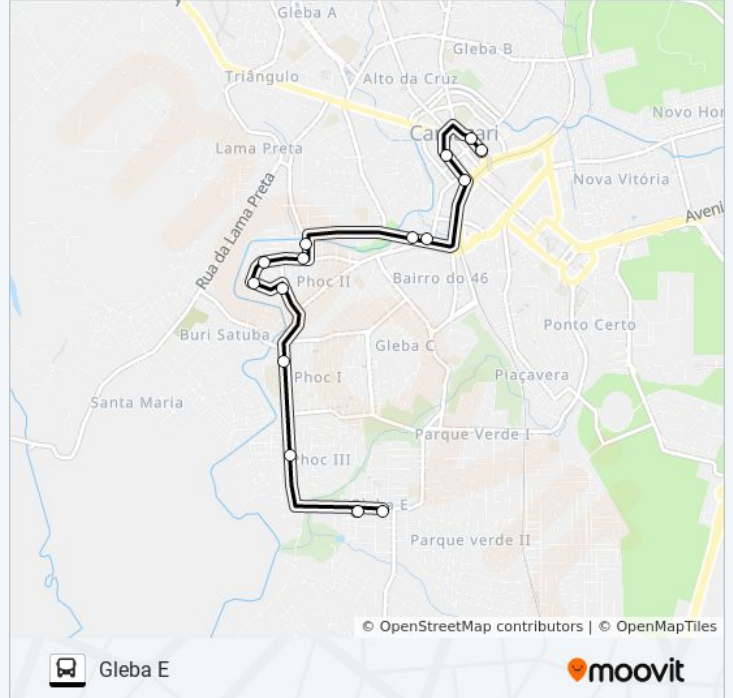 Gleba A
Gleba B
Triângulo
Alto da Cruz
Novo Hor
Lama Preta
Nova Vitória
Rua da Lama Preta
Aveni
Phoc II
Bairro do 46
Ponto Certo
Buri Satuba
Gleba C
Phoc I
Piaçavera
Santa Maria
Parque Verde I
Phoc III
Parque verde II
© OpenStreetMap contributors | © OpenMapTiles
Gleba E
moovit